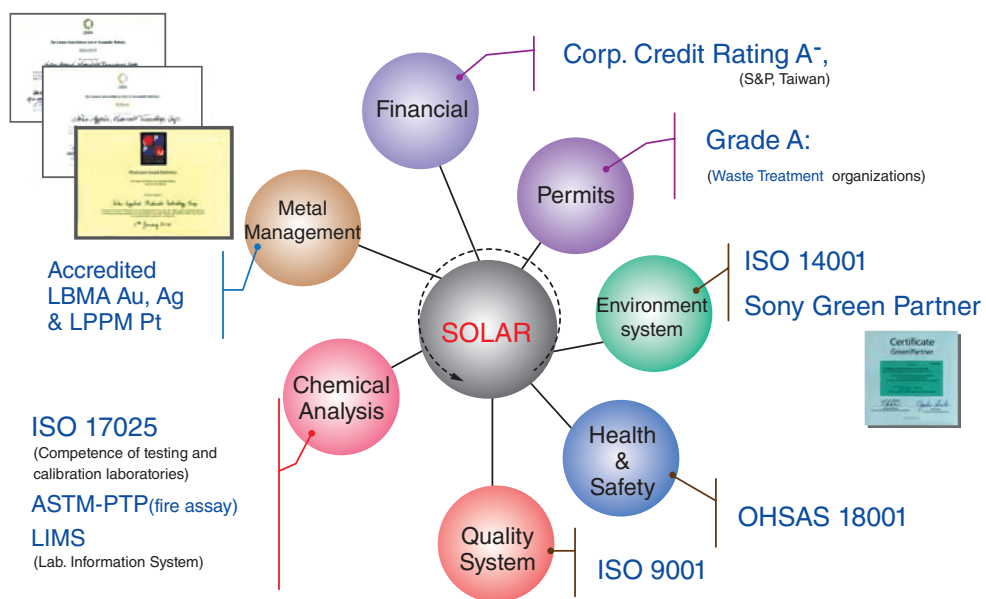 Financial
Corp. Credit Rating A-,
(S&P, Taiwan)
Permits
Grade A:
(Waste Treatment organizations)
Metal
Management
Accredited
LBMA Au, Ag
& LPPM Pt
Environment
system
ISO 14001
Sony Green Partner
Certificate
GreenPartner
SOLAR
Chemical
Analysis
ISO 17025
(Competence of testing and
calibration laboratories)
ASTM-PTP(fire assay)
LIMS
(Lab. Information System)
Health
&
Safety
OHSAS 18001
Quality
System
ISO 9001